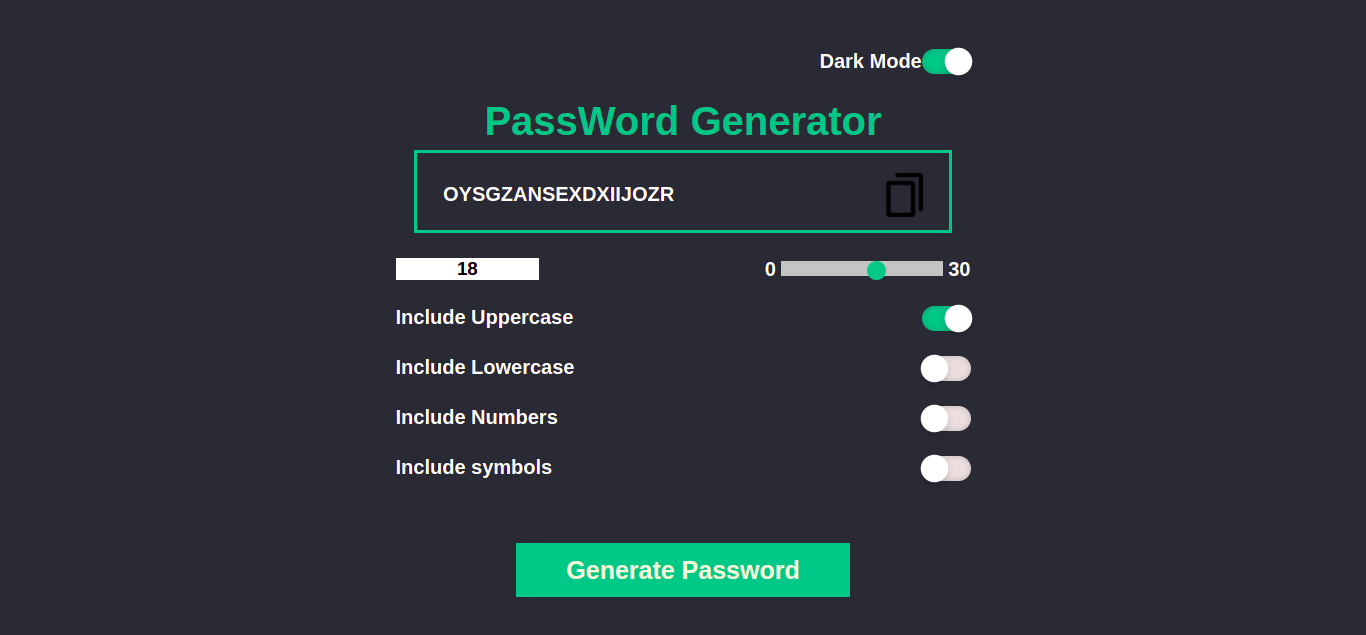 Dark Mode
PassWord Generator
OYSGZANSEXDXIIJOZR
18
0 30
Include Uppercase
Include Lowercase
Include Numbers
Include symbols
Generate Password